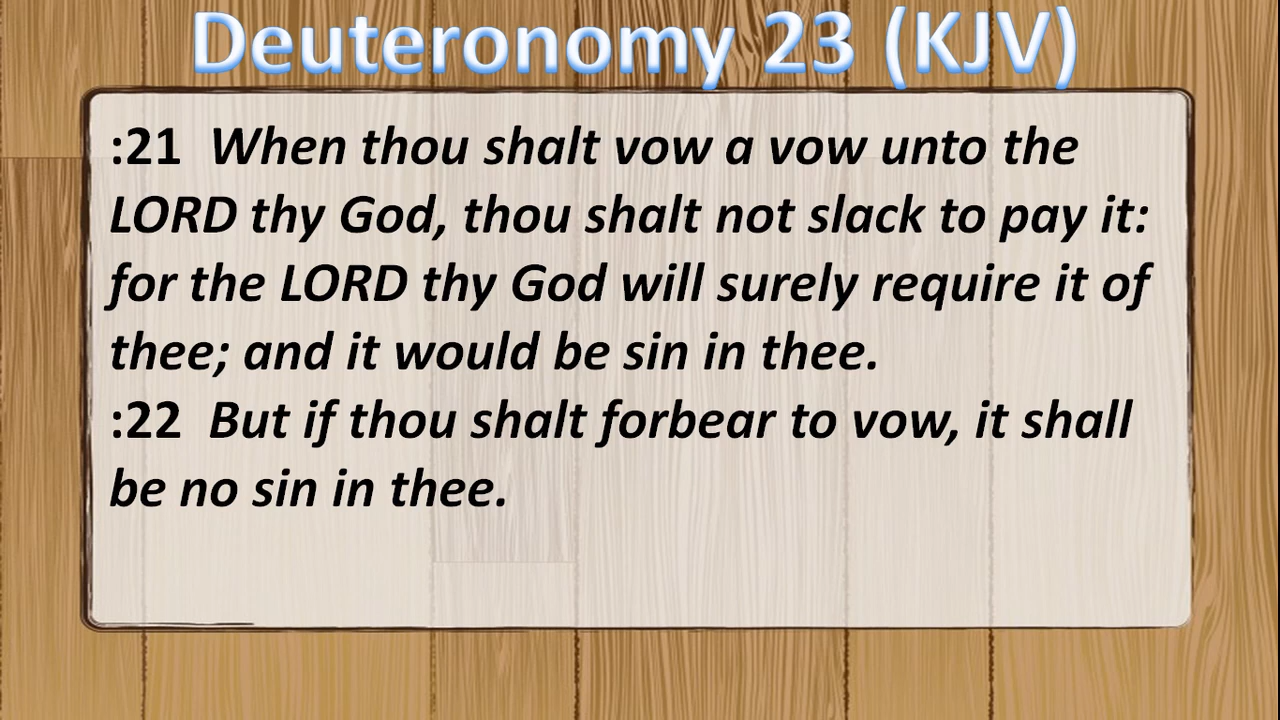 Deuteronomy 23 (KJV)
:21 When thou shalt vow a vow unto the
LORD thy God, thou shalt not slack to pay it:
for the LORD thy God will surely require it of
thee; and it would be sin in thee.
:22 But if thou shalt forbear to vow, it shall
be no sin in thee.